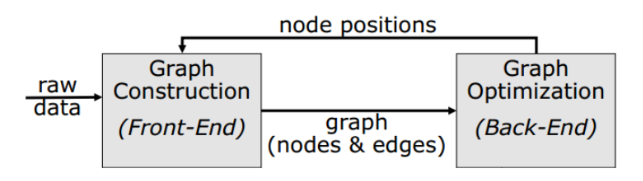 node positions
raw
data
Graph
Construction
(Front-End)
graph
(nodes & edges)
Graph
Optimization
(Back-End)